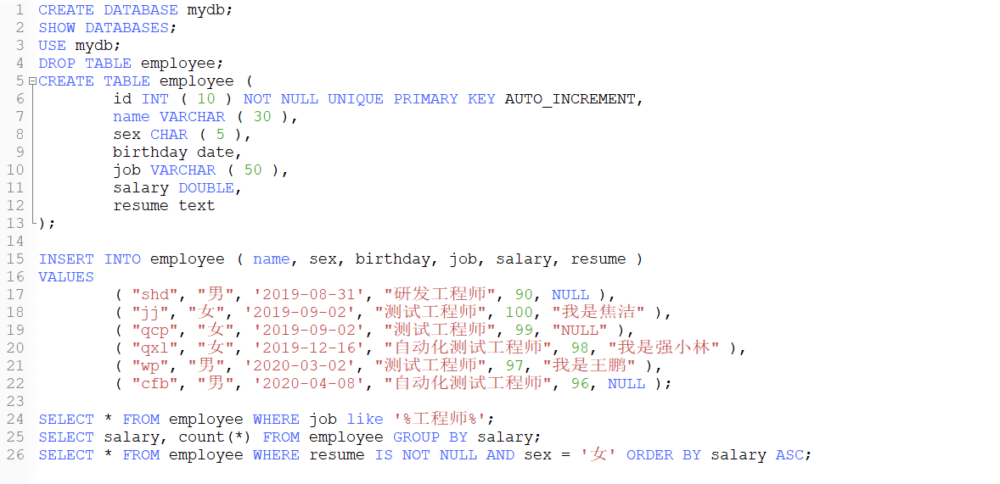 1 CREATE DATABASE mydb;
2 SHOW DATABASES;
3 USE mydb;
4 DROP TABLE employee;
5 CREATE TABLE employee (
6 id INT ( 10 ) NOT NULL UNIQUE PRIMARY KEY AUTO_INCREMENT,
7 name VARCHAR ( 30 ),
8 sex CHAR ( 5 ),
9 birthday date,
10 job VARCHAR ( 50 ),
11 salary DOUBLE,
12 resume text
13 );
14
15 INSERT INTO employee ( name, sex, birthday, job, salary, resume )
16 VALUES
17 ( "shd", "男", '2019-08-31', "研发工程师", 90, NULL ),
18 ( "jj", "女", '2019-09-02', "测试工程师", 100, "我是焦洁" ),
19 ( "qcp", "女", '2019-09-02', "测试工程师", 99, "NULL" ),
20 ( "qxl", "女", '2019-12-16', "自动化测试工程师", 98, "我是强小林" ),
21 ( "wp", "男", '2020-03-02', "测试工程师", 97, "我是王鹏" ),
22 ( "cfb", "男", '2020-04-08', "自动化测试工程师", 96, NULL );
23
24 SELECT * FROM employee WHERE job like '%工程师%';
25 SELECT salary, count(*) FROM employee GROUP BY salary;
26 SELECT * FROM employee WHERE resume IS NOT NULL AND sex = '女' ORDER BY salary ASC;